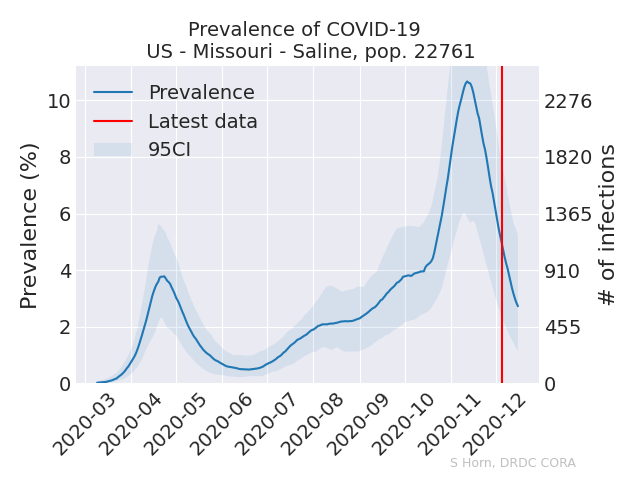 Prevalence of COVID-19
US - Missouri - Saline, pop. 22761
Prevalence
Latest data
95CI
Prevalence (%)
10
8
6
4
2
0
2276
1820
1365
910
455
0
# of infections
2020-03
2020-04
2020-05
2020-06
2020-07
2020-08
2020-09
2020-10
2020-11
2020-12
S Horn, DRDC CORA